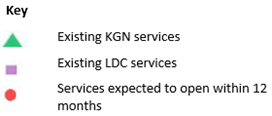 Key
Existing KGN services
Existing LDC services
Services expected to open within 12
months